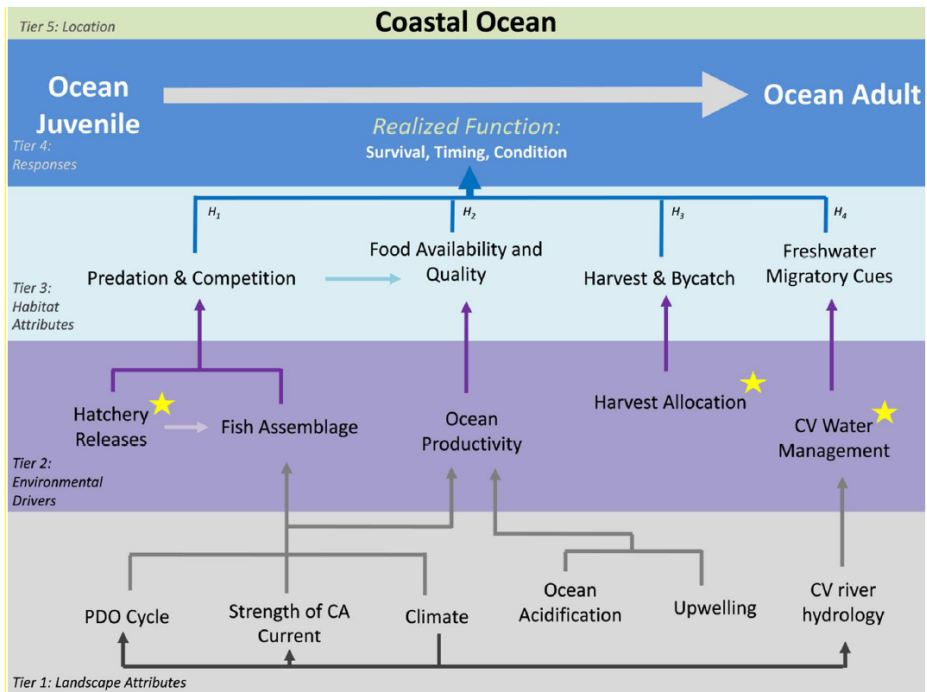 Tier 5: Location
Coastal Ocean
Ocean
Juvenile
Ocean Adult
Realized Function:
Survival, Timing, Condition
Tier 4:
Responses
H1
H2
H3
H4
Predation & Competition
Food Availability and
Quality
Harvest & Bycatch
Freshwater
Migratory Cues
Tier 3:
Habitat
Attributes
Hatchery
Releases
Fish Assemblage
Ocean
Productivity
Harvest Allocation
CV Water
Management
Tier 2:
Environmental
Drivers
PDO Cycle
Strength of CA
Current
Climate
Ocean
Acidification
Upwelling
CV river
hydrology
Tier 1: Landscape Attributes